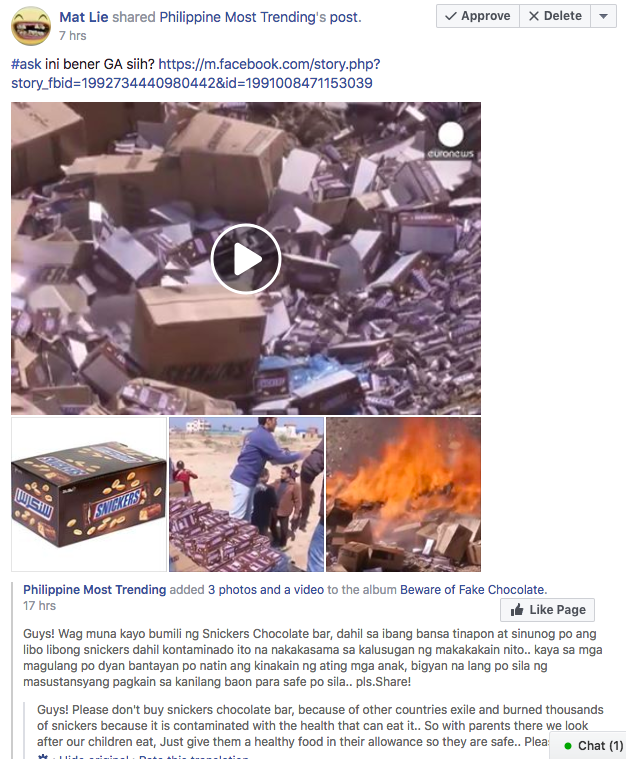 Mat Lie shared Philippine Most Trending's post.
7 hrs
Approve
Delete
#ask ini bener GA siih? https://m.facebook.com/story.php?
story_fbid=1992734440980442&id=1991008471153039
euronews
SNICKERS
سنيكرس
SNICKERS
Philippine Most Trending added 3 photos and a video to the album Beware of Fake Chocolate.
17 hrs
Like Page
Guys! Wag muna kayo bumili ng Snickers Chocolate bar, dahil sa ibang bansa tinapon at sinunog po ang
libo libong snickers dahil kontaminado ito na nakakasama sa kalusugan ng makakakain nito.. kaya sa mga
magulang po dyan bantayan po natin ang kinakain ng ating mga anak, bigyan na lang po sila ng
masustansyang pagkain sa kanilang baon para safe po sila.. pls.Share!
Guys! Please don't buy snickers chocolate bar, because of other countries exile and burned thousands
of snickers because it is contaminated with the health that can eat it.. So with parents there we look
after our children eat, Just give them a healthy food in their allowance so they are safe.. Plea
Chat (1)